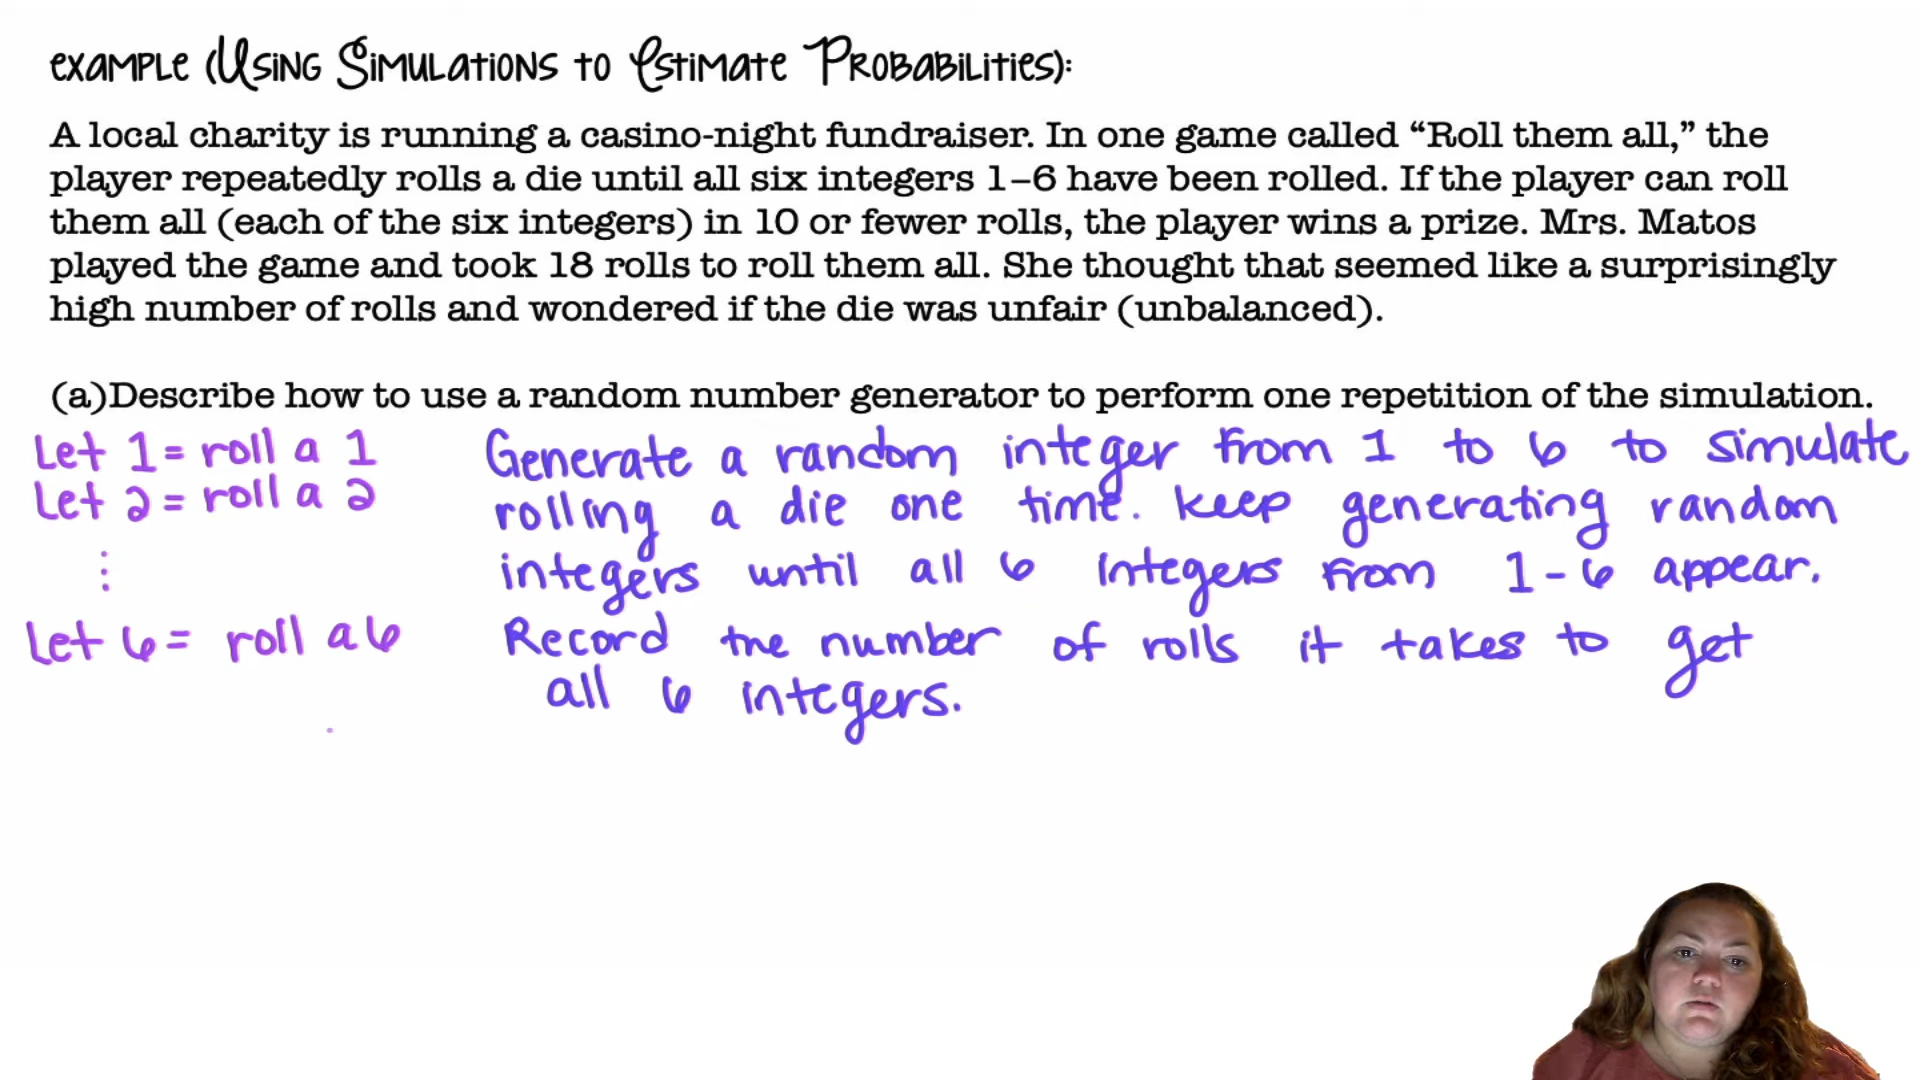 example (Using Simulations to Estimate Probabilities):
A local charity is running a casino-night fundraiser. In one game called “Roll them all,” the
player repeatedly rolls a die until all six integers 1–6 have been rolled. If the player can roll
them all (each of the six integers) in 10 or fewer rolls, the player wins a prize. Mrs. Matos
played the game and took 18 rolls to roll them all. She thought that seemed like a surprisingly
high number of rolls and wondered if the die was unfair (unbalanced).
(a)Describe how to use a random number generator to perform one repetition of the simulation.
Let 1 = roll a 1
Let 2 = roll a 2
⋮
Let 6 = roll a 6
Generate a random integer from 1 to 6 to simulate
rolling a die one time. Keep generating random
integers until all 6 integers from 1-6 appear.
Record the number of rolls it takes to get
all 6 integers.